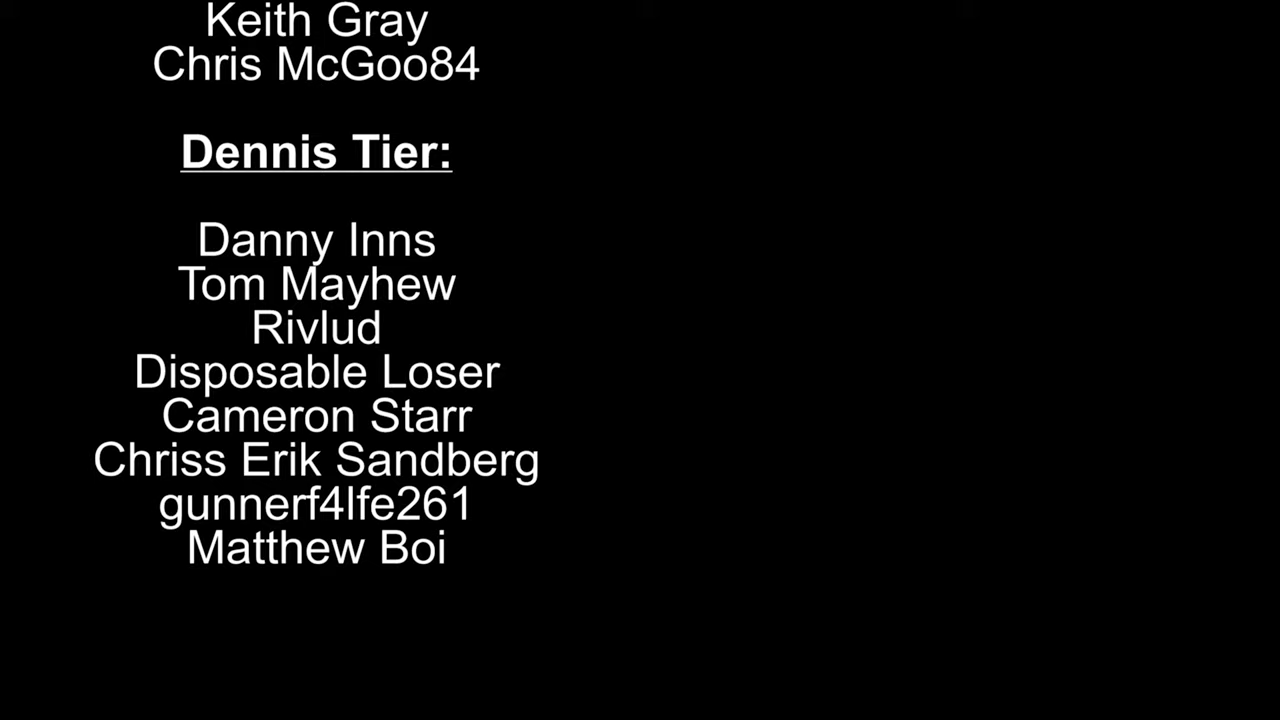 Keith Gray
Chris McGoo84
Dennis Tier:
Danny Inns
Tom Mayhew
Rivlud
Disposable Loser
Cameron Starr
Chriss Erik Sandberg
gunnerf4lfe261
Matthew Boi